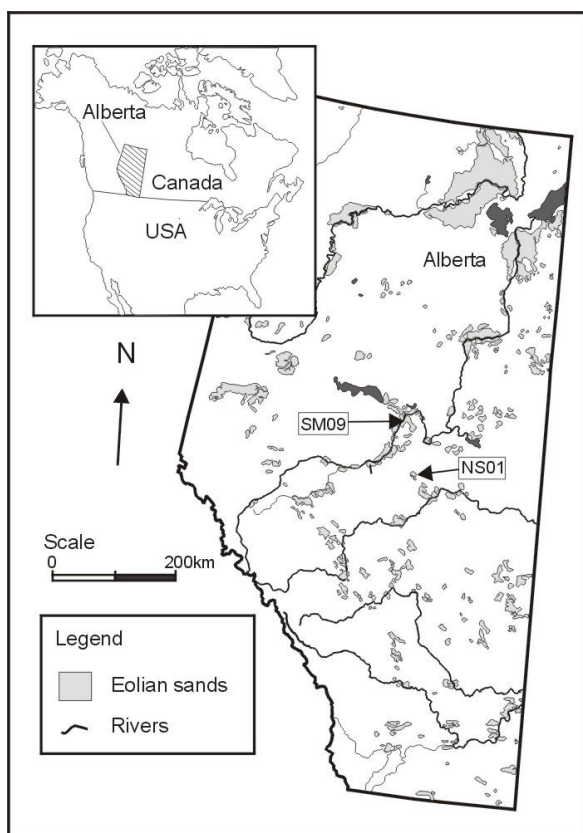 Alberta
Canada
USA
Alberta
N
SM09
NS01
Scale
0
200km
Legend
Eolian sands
Rivers